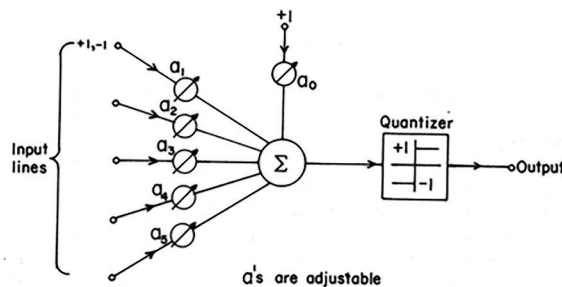 +1
+1,-1
a₁
a₀
a₂
Quantizer
+1
-1
a₃
Input
lines
Σ
Output
a₄
a₅
a's are adjustable